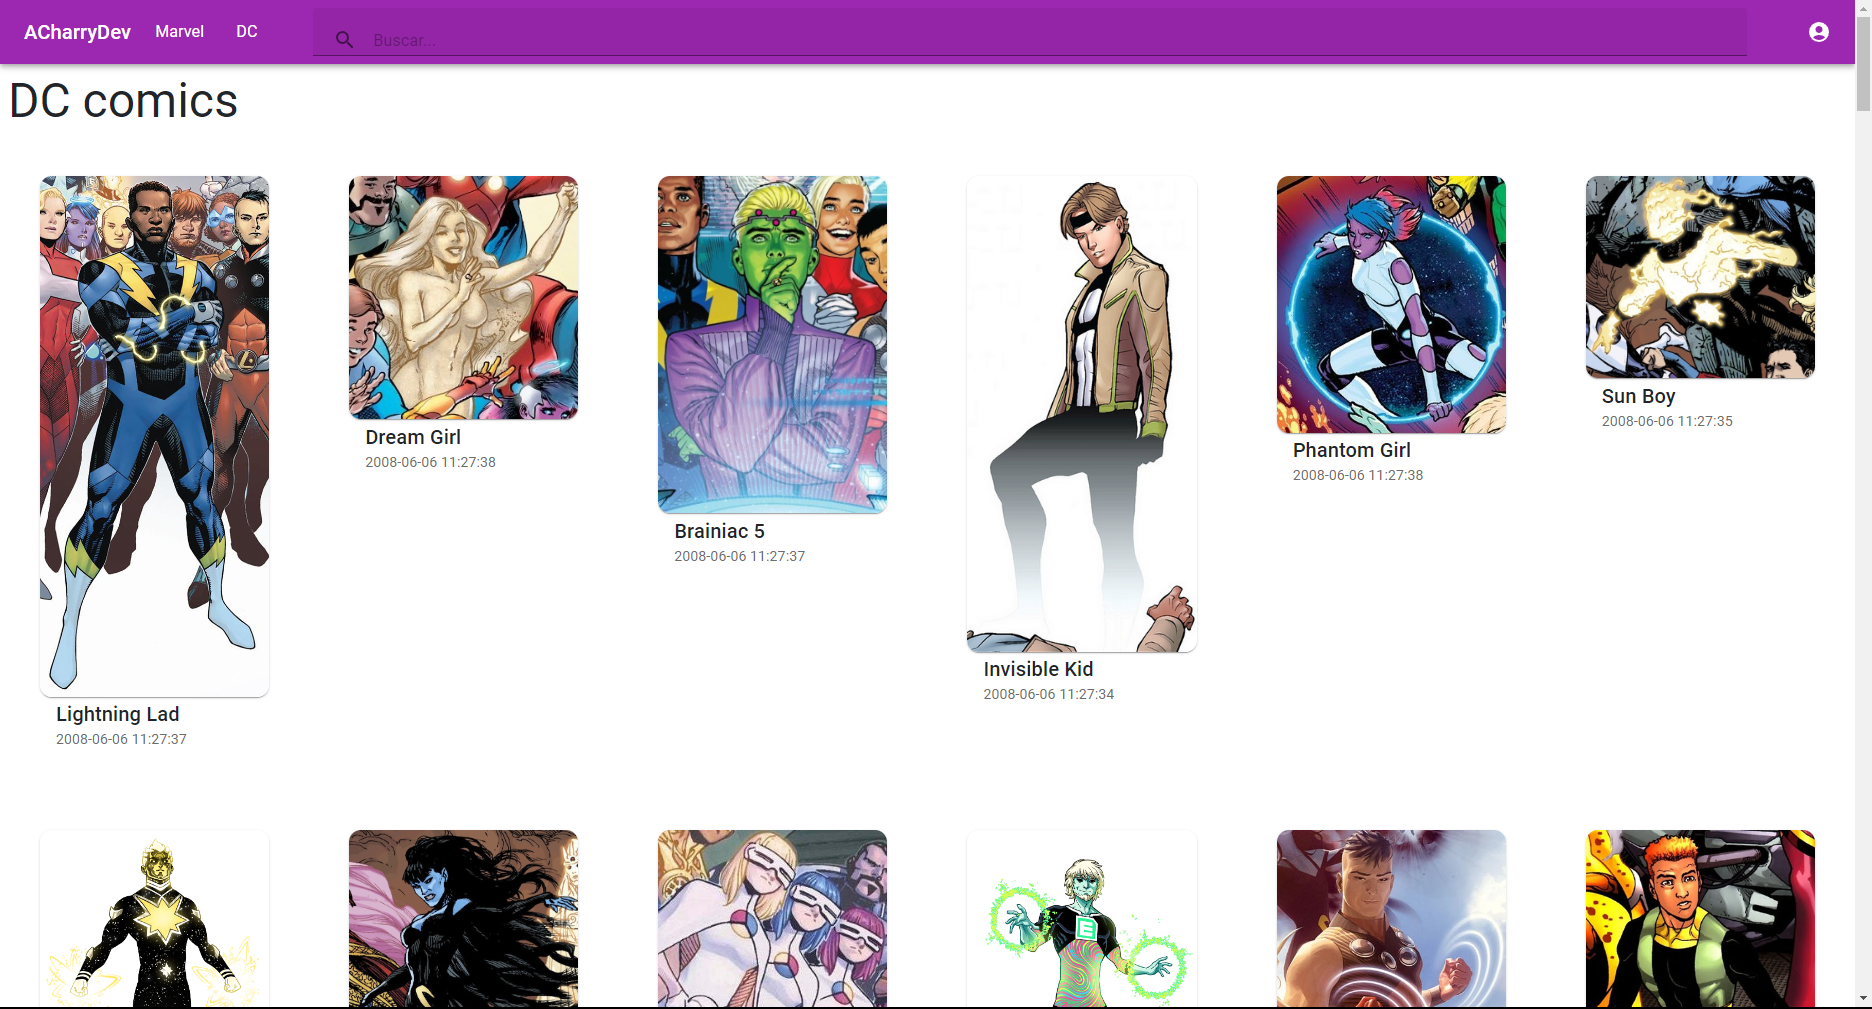 ACharryDev Marvel DC Buscar...
DC comics
Lightning Lad
2008-06-06 11:27:37
Dream Girl
2008-06-06 11:27:38
Brainiac 5
2008-06-06 11:27:37
Invisible Kid
2008-06-06 11:27:34
Phantom Girl
2008-06-06 11:27:38
Sun Boy
2008-06-06 11:27:35
E